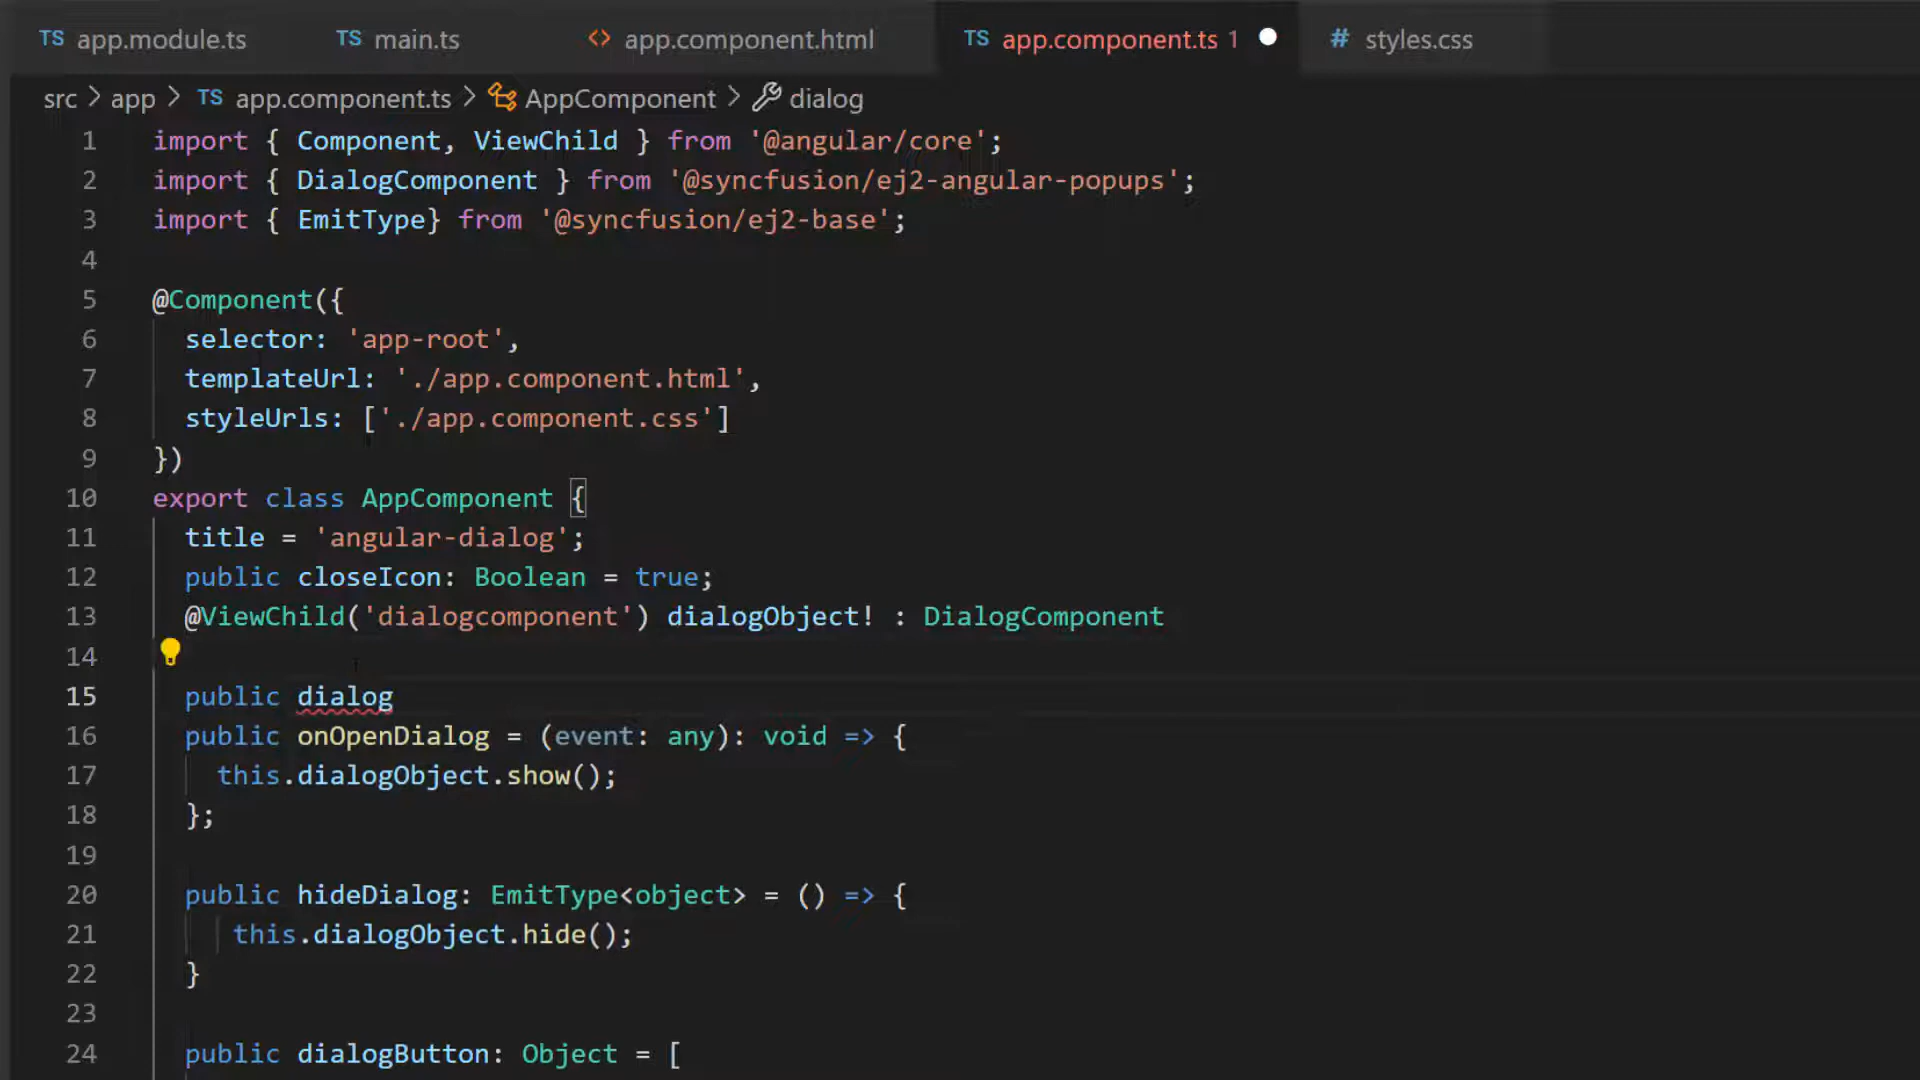 TS app.module.ts TS main.ts <> app.component.html TS app.component.ts 1 # styles.css
src > app > TS app.component.ts > AppComponent > dialog
1 import { Component, ViewChild } from '@angular/core';
2 import { DialogComponent } from '@syncfusion/ej2-angular-popups';
3 import { EmitType} from '@syncfusion/ej2-base';
4
5 @Component({
6 selector: 'app-root',
7 templateUrl: './app.component.html',
8 styleUrls: ['./app.component.css']
9 })
10 export class AppComponent {
11 title = 'angular-dialog';
12 public closeIcon: Boolean = true;
13 @ViewChild('dialogcomponent') dialogObject! : DialogComponent
14
15 public dialog
16 public onOpenDialog = (event: any): void => {
17 this.dialogObject.show();
18 };
19
20 public hideDialog: EmitType<object> = () => {
21 this.dialogObject.hide();
22 }
23
24 public dialogButton: Object = [